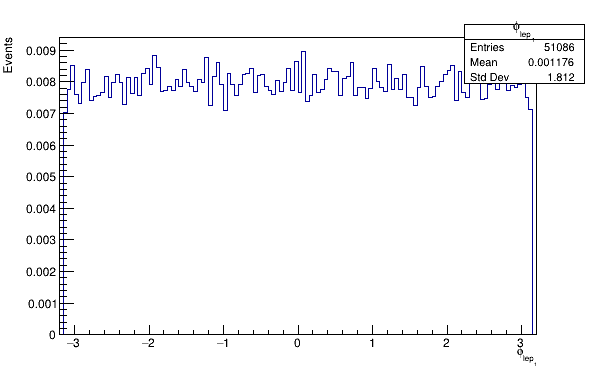 ϕlep1
Entries 51086
Mean 0.001176
Std Dev 1.812
Events
0.009
0.008
0.007
0.006
0.005
0.004
0.003
0.002
0.001
0
−3 −2 −1 0 1 2 3
ϕlep1